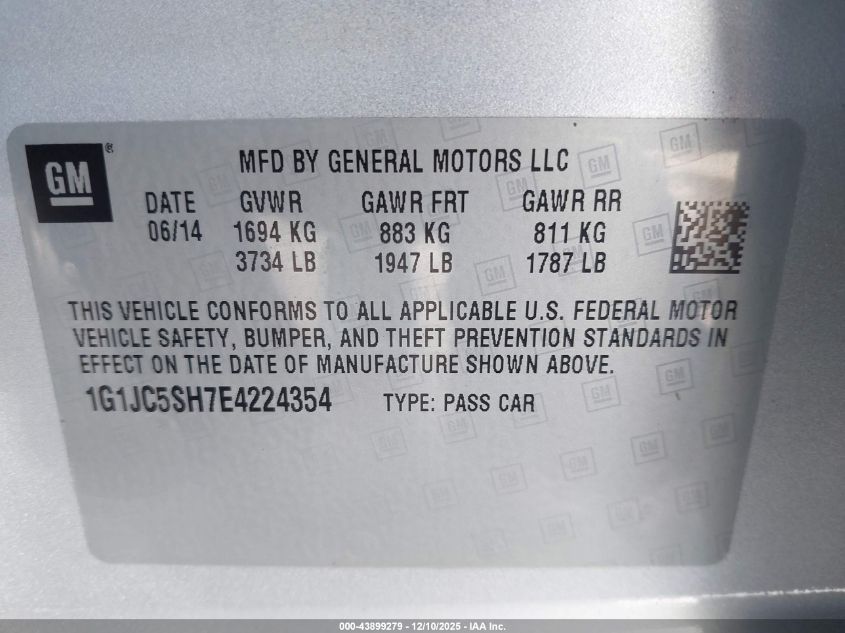 GM®
MFD BY GENERAL MOTORS LLC
DATE GVWR GAWR FRT GAWR RR
06/14 1694 KG 883 KG 811 KG
3734 LB 1947 LB 1787 LB
THIS VEHICLE CONFORMS TO ALL APPLICABLE U.S. FEDERAL MOTOR
VEHICLE SAFETY, BUMPER, AND THEFT PREVENTION STANDARDS IN
EFFECT ON THE DATE OF MANUFACTURE SHOWN ABOVE.
1G1JC5SH7E4224354 TYPE: PASS CAR
000-43899279 - 12/10/2025 - IAA Inc.